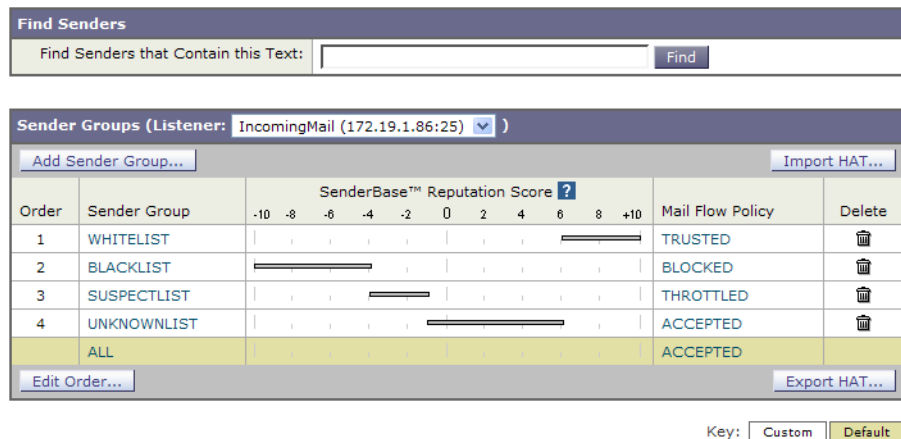 Find Senders
Find Senders that Contain this Text: Find
Sender Groups (Listener: IncomingMail (172.19.1.86:25) )
Add Sender Group... Import HAT...
SenderBase™ Reputation Score ?
Order Sender Group -10 -8 -6 -4 -2 0 2 4 6 8 +10 Mail Flow Policy Delete
1 WHITELIST TRUSTED
2 BLACKLIST BLOCKED
3 SUSPECTLIST THROTTLED
4 UNKNOWNLIST ACCEPTED
ALL ACCEPTED
Edit Order... Export HAT...
Key: Custom Default